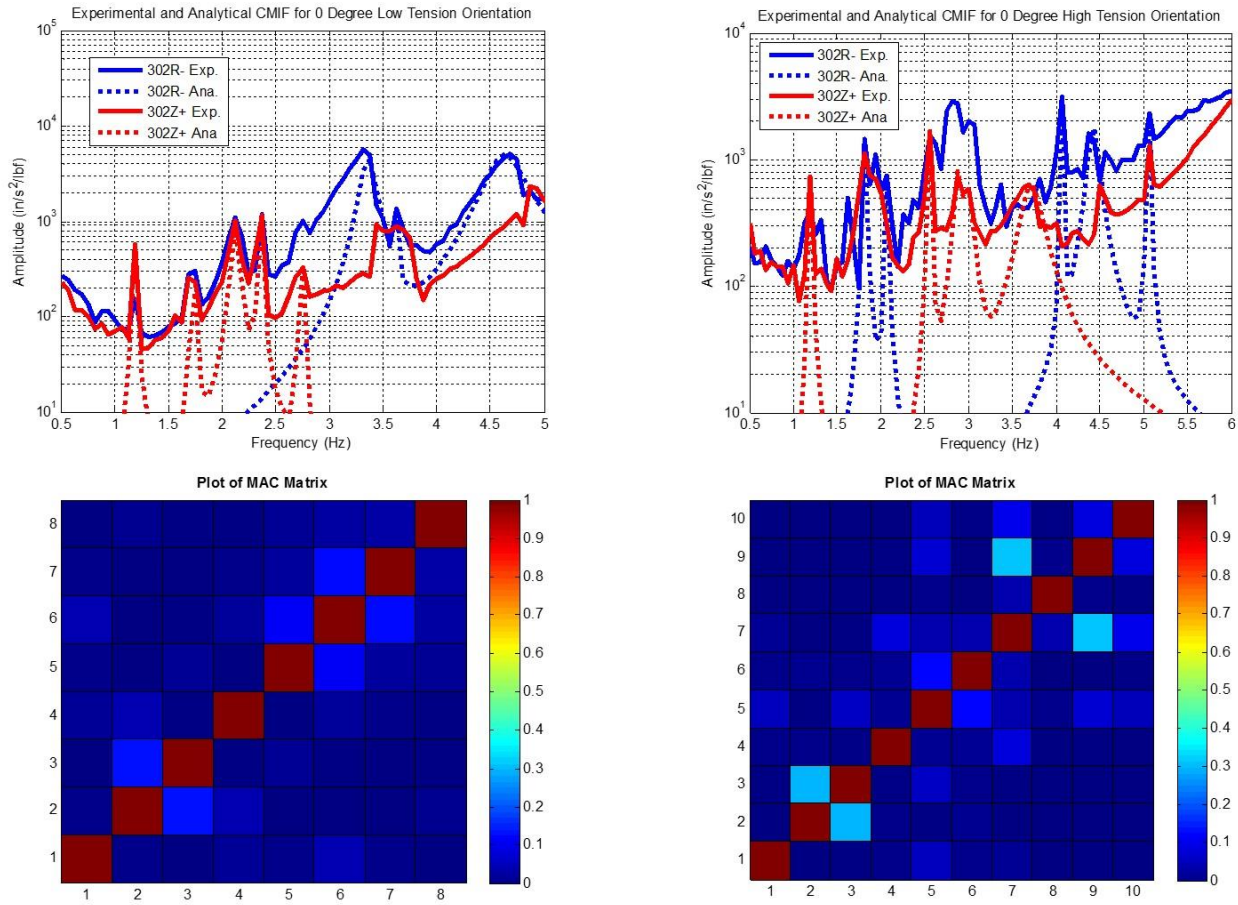 Experimental and Analytical CMIF for 0 Degree Low Tension Orientation
10^5
10^4
10^3
10^2
10^1
Amplitude (in/s^2/lbf)
302R- Exp.
302R- Ana.
302Z+ Exp.
302Z+ Ana
0.5 1 1.5 2 2.5 3 3.5 4 4.5 5
Frequency (Hz)
Experimental and Analytical CMIF for 0 Degree High Tension Orientation
10^4
10^3
10^2
10^1
Amplitude (in/s^2/lbf)
302R- Exp.
302R- Ana.
302Z+ Exp.
302Z+ Ana
0.5 1 1.5 2 2.5 3 3.5 4 4.5 5 5.5 6
Frequency (Hz)
Plot of MAC Matrix
8
7
6
5
4
3
2
1
1 2 3 4 5 6 7 8
1
0.9
0.8
0.7
0.6
0.5
0.4
0.3
0.2
0.1
0
Plot of MAC Matrix
10
9
8
7
6
5
4
3
2
1
1 2 3 4 5 6 7 8 9 10
1
0.9
0.8
0.7
0.6
0.5
0.4
0.3
0.2
0.1
0